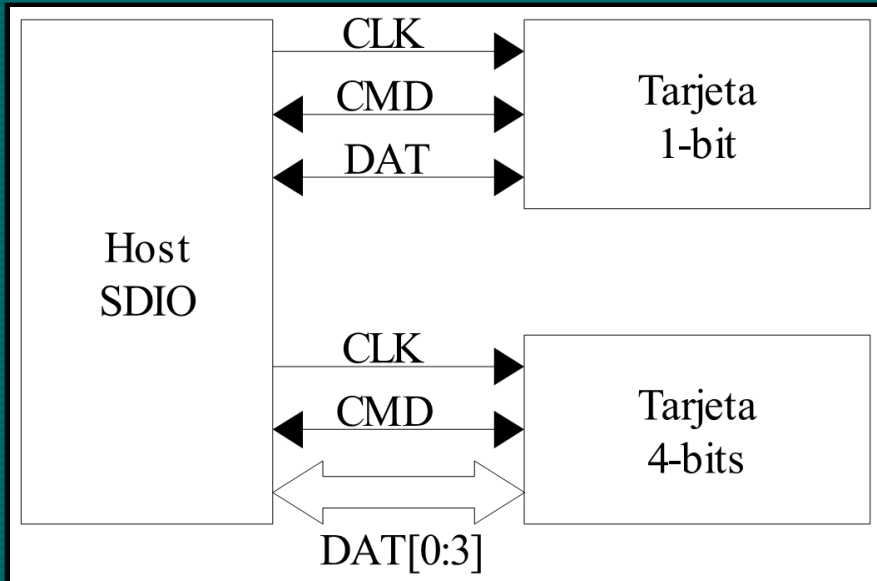 Host
SDIO
CLK
CMD
DAT
Tarjeta
1-bit
CLK
CMD
DAT[0:3]
Tarjeta
4-bits